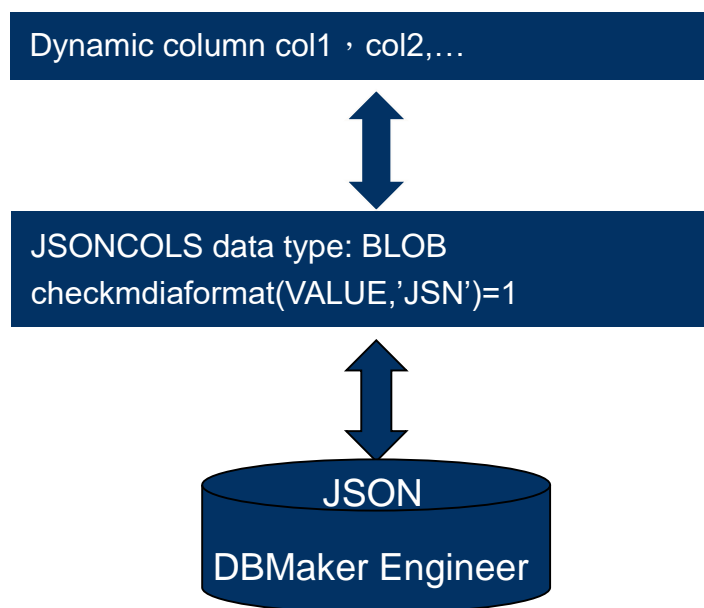 Dynamic column col1，col2,…
JSONCOLS data type: BLOB
checkmdiaformat(VALUE,’JSN’)=1
JSON
DBMaker Engineer